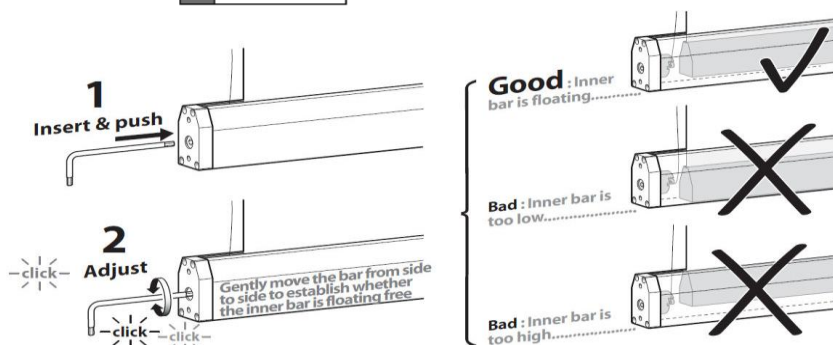 1
Insert & push
2
Adjust
click
click
click
Gently move the bar from side
to side to establish whether
the inner bar is floating free
Good : Inner
bar is floating
Bad : Inner bar is
too low
Bad : Inner bar is
too high